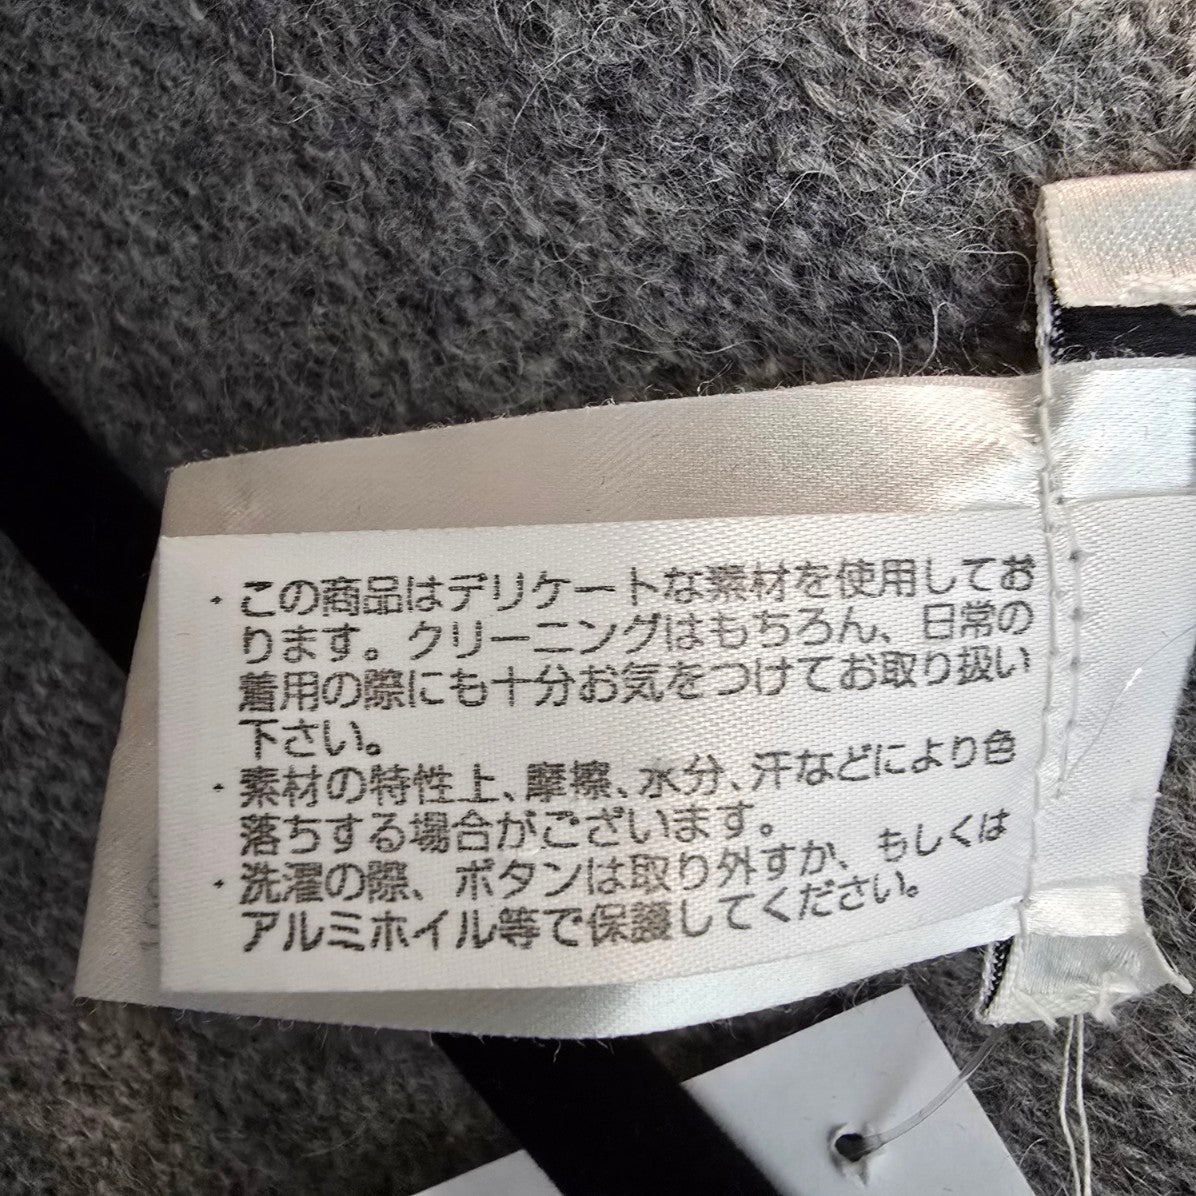 ・この商品はデリケートな素材を使用してお
ります。クリーニングはもちろん、日常の
着用の際にも十分お気をつけてお取り扱い
下さい。
・素材の特性上、摩擦、水分、汗などにより色
落ちする場合がございます。
・洗濯の際、ボタンは取り外すか、もしくは
アルミホイル等で保護してください。